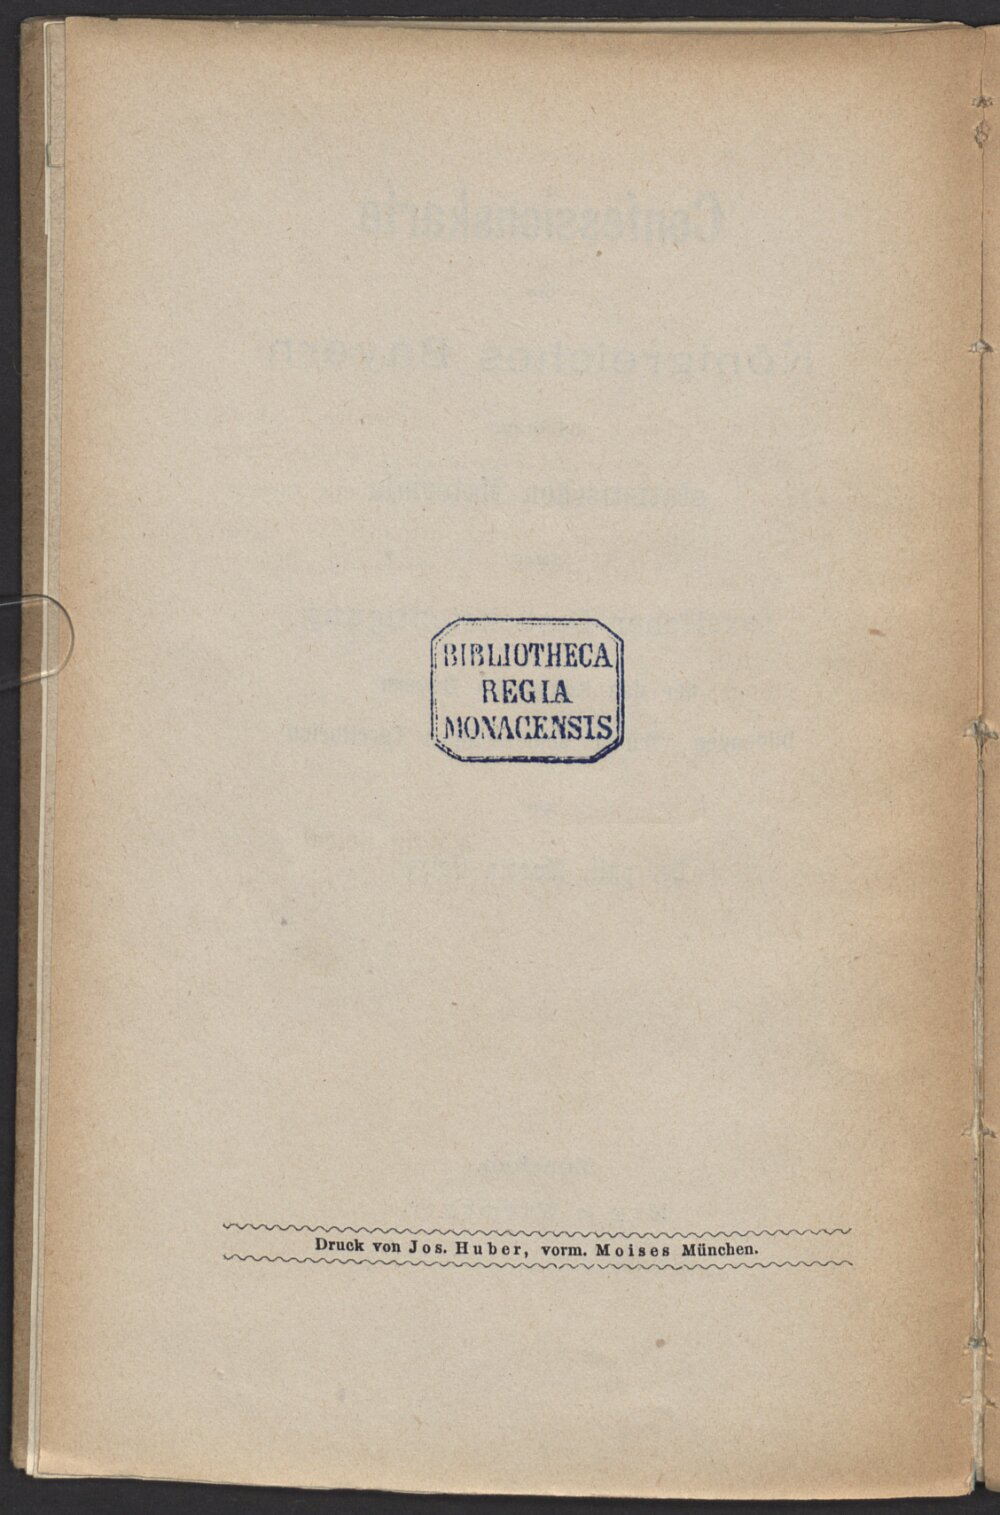 BIBLIOTHECA
REGIA
MONACENSIS
Druck von Jos. Huber, vorm. Moises München.